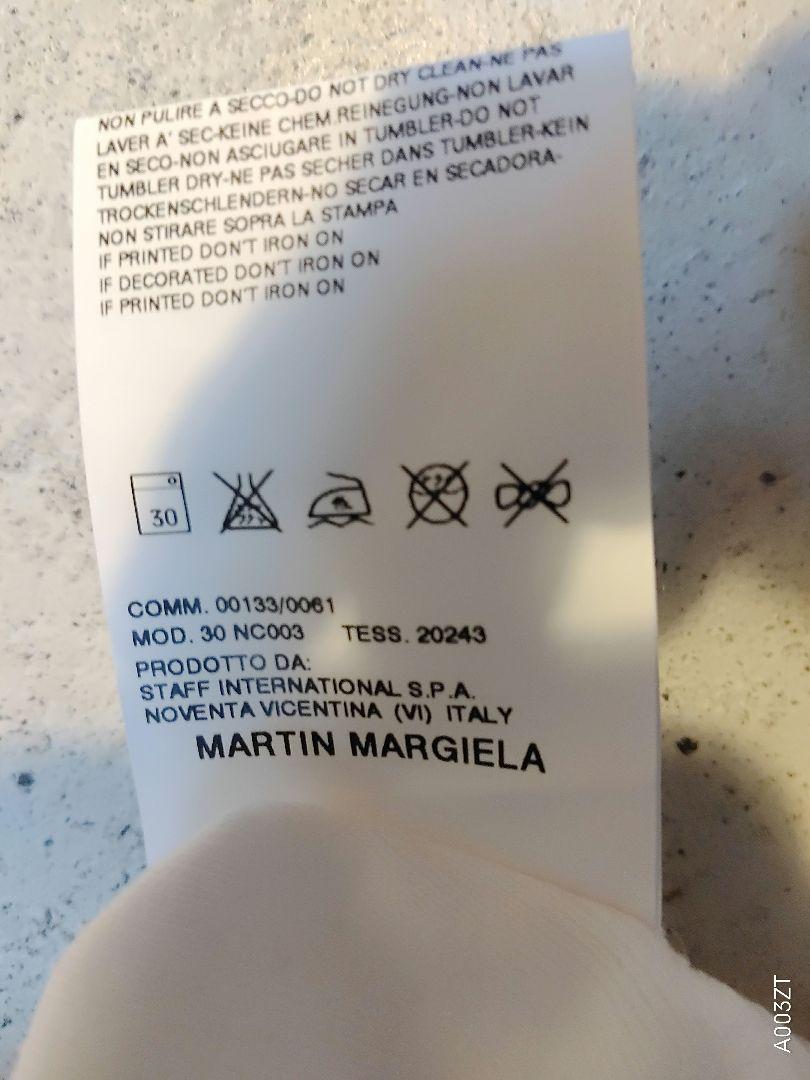 NON PULIRE A SECCO-DO NOT DRY CLEAN-NE PAS
LAVER A' SEC-KEINE CHEM.REINEGUNG-NON LAVAR
EN SECO-NON ASCIUGARE IN TUMBLER-DO NOT
TUMBLER DRY-NE PAS SECHER DANS TUMBLER-KEIN
TROCKENSCHLENDERN-NO SECAR EN SECADORA-
NON STIRARE SOPRA LA STAMPA
IF PRINTED DON'T IRON ON
IF DECORATED DON'T IRON ON
IF PRINTED DON'T IRON ON
30
COMM. 00133/0061
MOD. 30 NC003 TESS. 20243
PRODOTTO DA:
STAFF INTERNATIONAL S.P.A.
NOVENTA VICENTINA (VI) ITALY
MARTIN MARGIELA
A003ZT